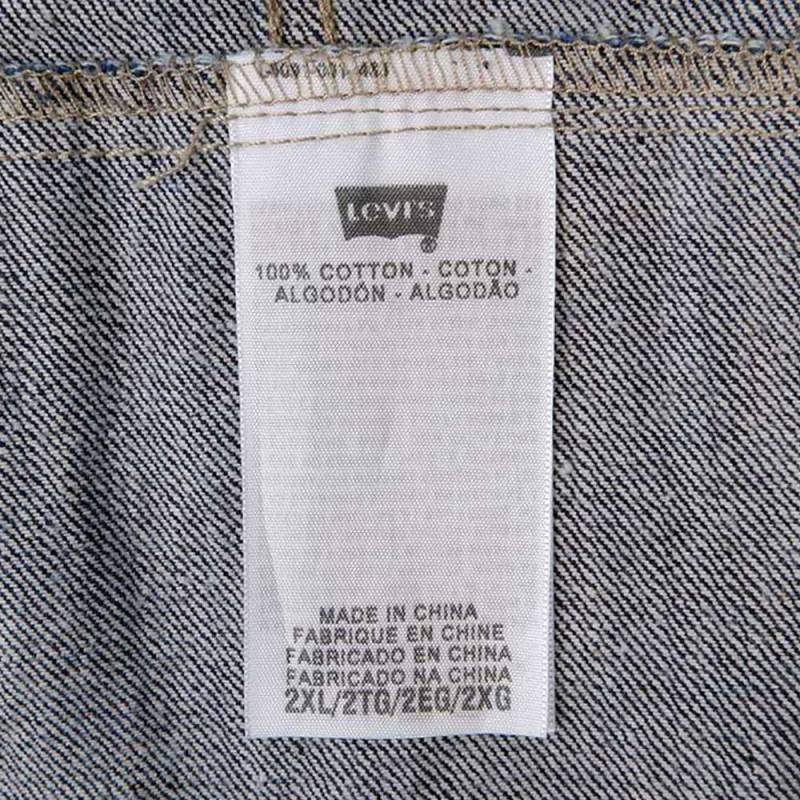 Levi's®
100% COTTON - COTON -
ALGODÓN - ALGODÃO
MADE IN CHINA
FABRIQUE EN CHINE
FABRICADO EN CHINA
FABRICADO NA CHINA
2XL/2TG/2EG/2XG